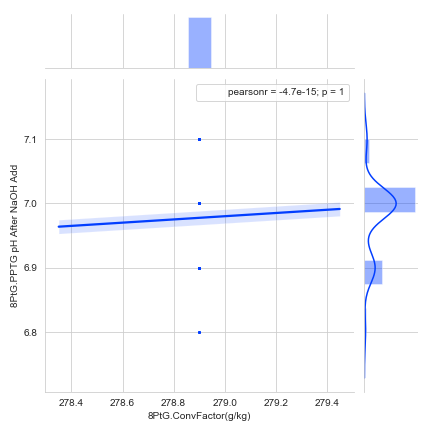 pearsonr = -4.7e-15; p = 1
7.1
7.0
6.9
6.8
8PtG.PPTG pH After NaOH Add
278.4 278.6 278.8 279.0 279.2 279.4
8PtG.ConvFactor(g/kg)